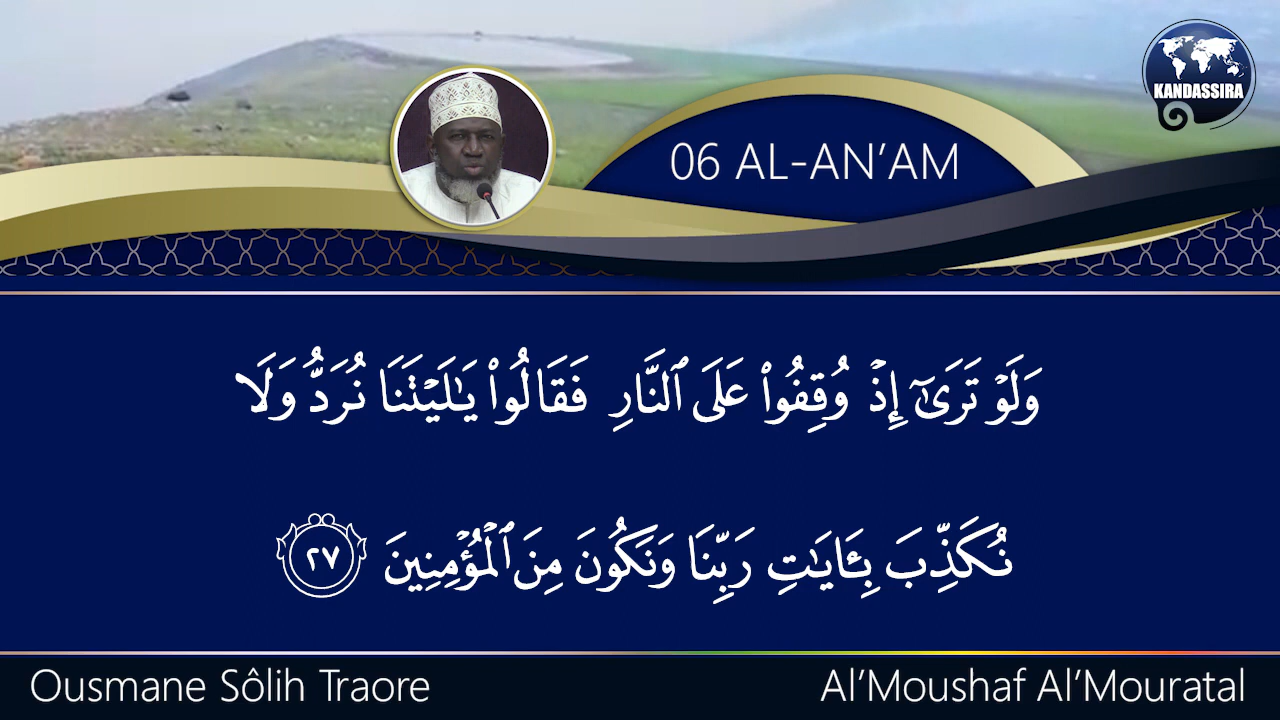 KANDASSIRA
06 AL-AN’AM
وَلَوْ تَرَىٰٓ إِذْ وُقِفُوا۟ عَلَى ٱلنَّارِ فَقَالُوا۟ يَـٰلَيْتَنَا نُرَدُّ وَلَا
نُكَذِّبَ بِـَٔايَـٰتِ رَبِّنَا وَنَكُونَ مِنَ ٱلْمُؤْمِنِينَ ٢٧
Ousmane Sôlih Traore
Al’Moushaf Al’Mouratal